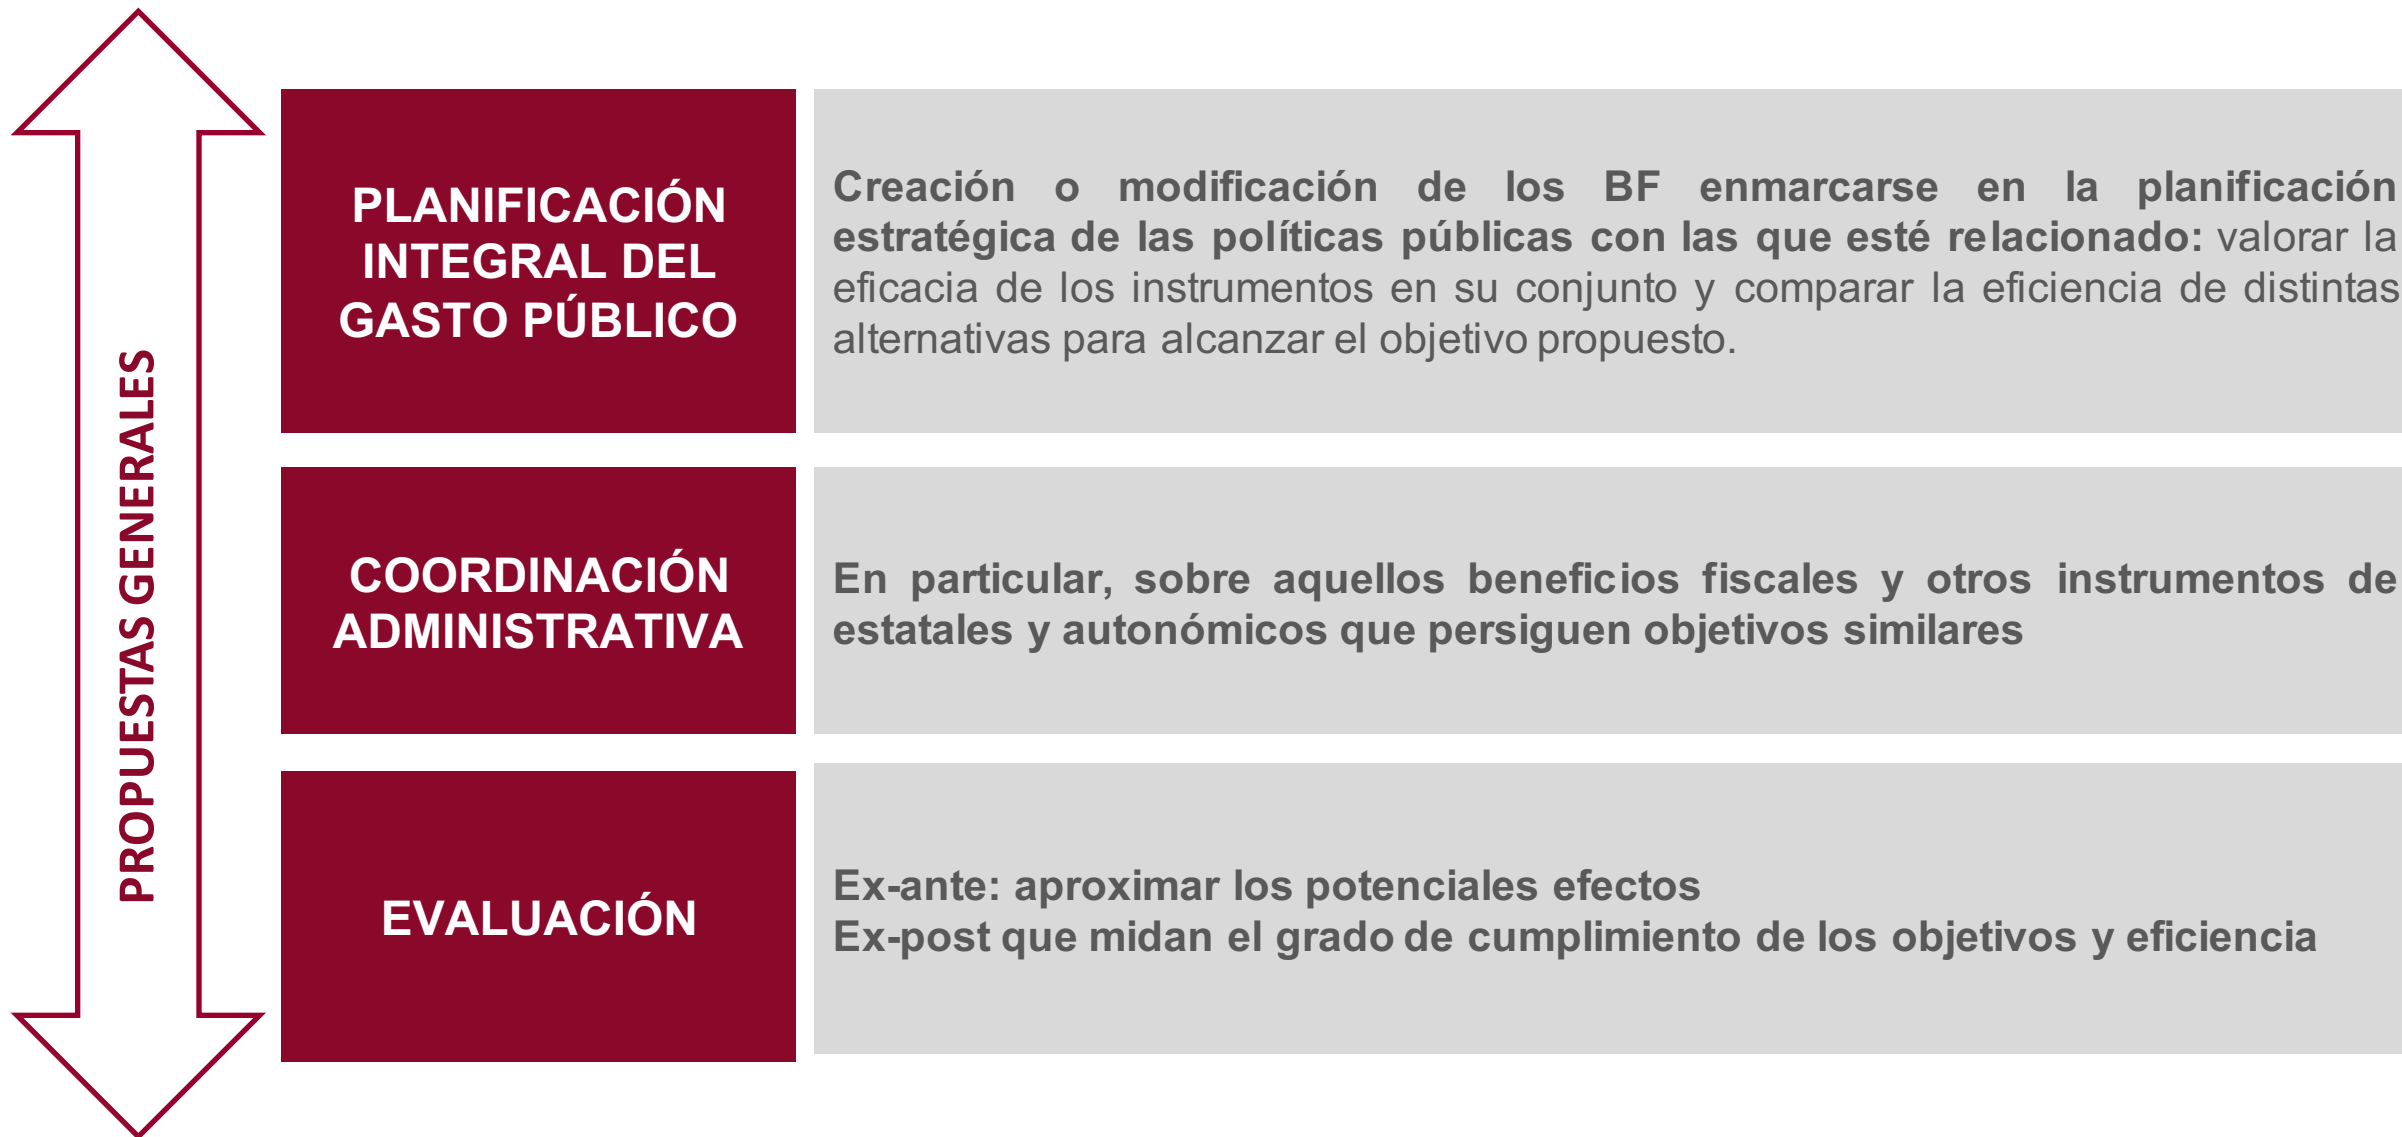 PROPUESTAS GENERALES
PLANIFICACIÓN
INTEGRAL DEL
GASTO PÚBLICO
Creación o modificación de los BF enmarcarse en la planificación
estratégica de las políticas públicas con las que esté relacionado: valorar la
eficacia de los instrumentos en su conjunto y comparar la eficiencia de distintas
alternativas para alcanzar el objetivo propuesto.
COORDINACIÓN
ADMINISTRATIVA
En particular, sobre aquellos beneficios fiscales y otros instrumentos de
estatales y autonómicos que persiguen objetivos similares
EVALUACIÓN
Ex-ante: aproximar los potenciales efectos
Ex-post que midan el grado de cumplimiento de los objetivos y eficiencia